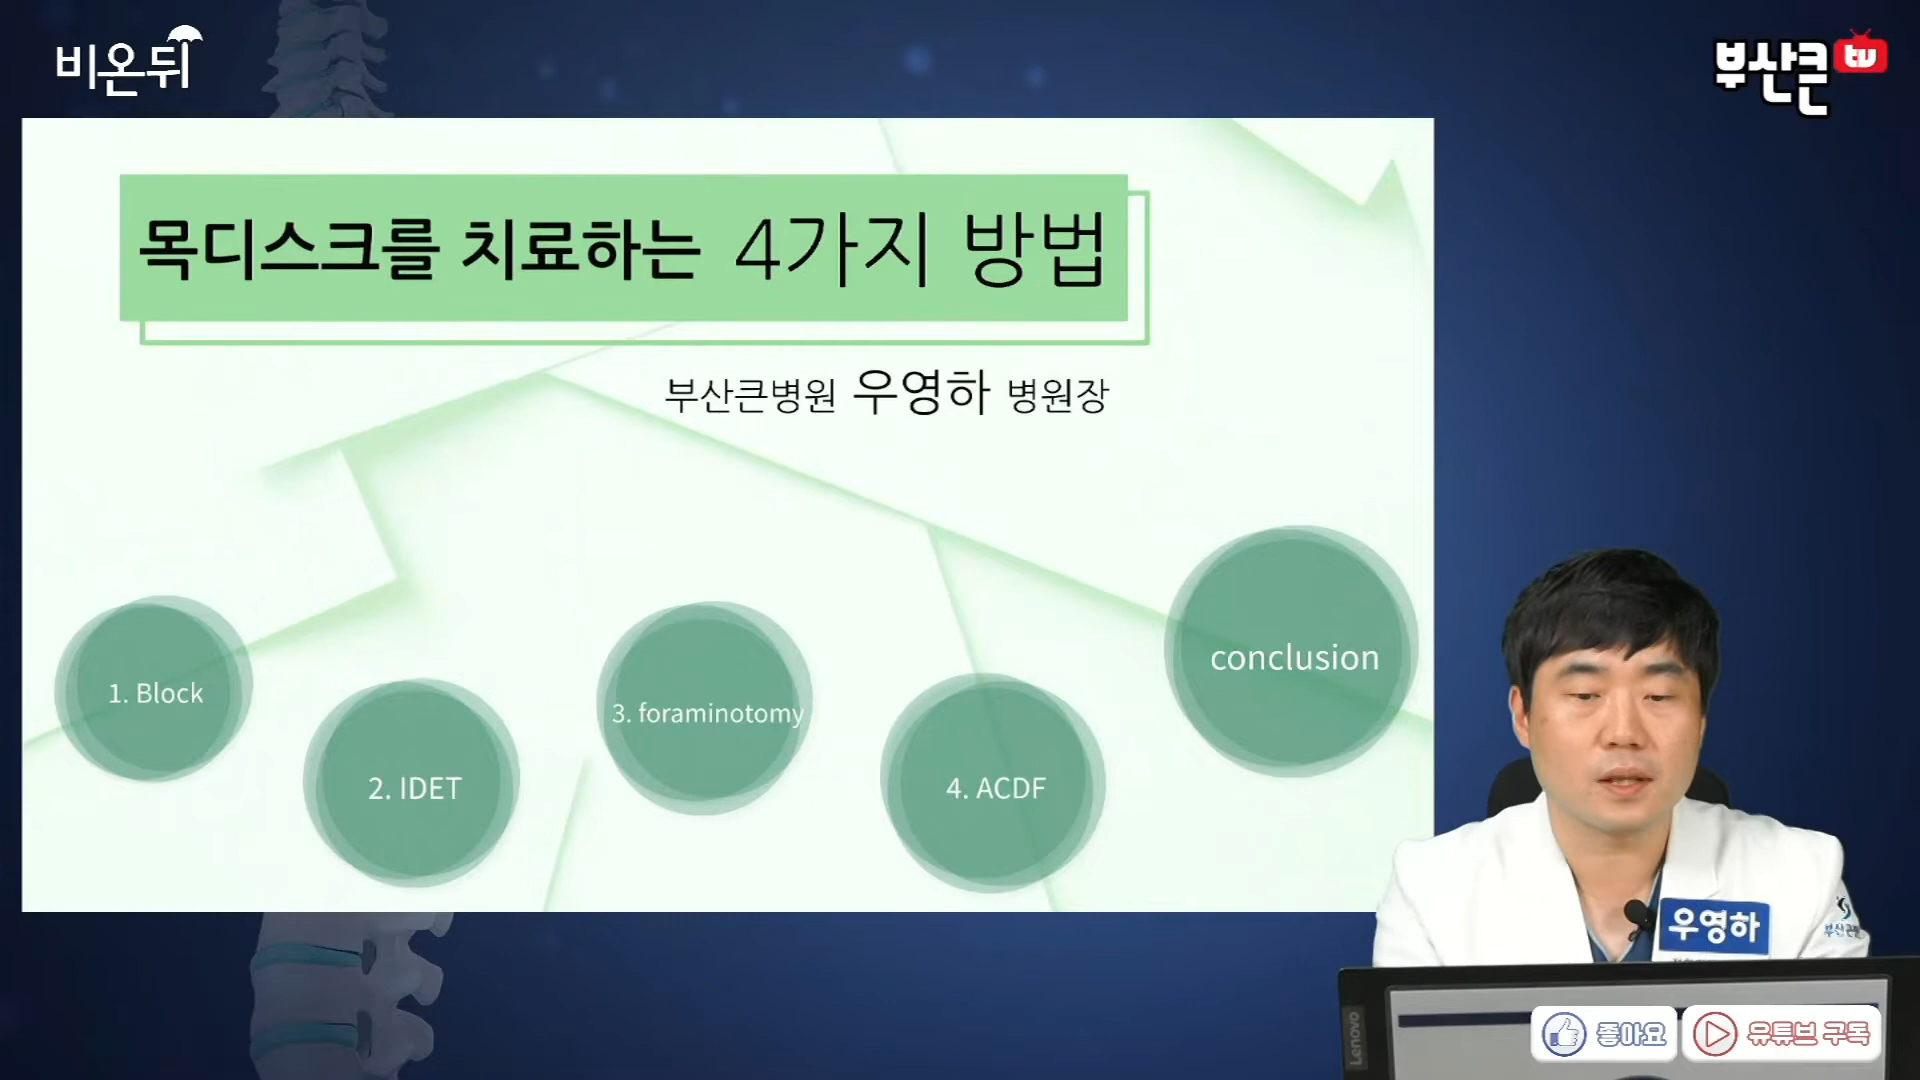 비온뒤
부산큰 tv
목디스크를 치료하는 4가지 방법
부산큰병원 우영하 병원장
1. Block
2. IDET
3. foraminotomy
4. ACDF
conclusion
우영하
Lenovo
좋아요
유튜브 구독